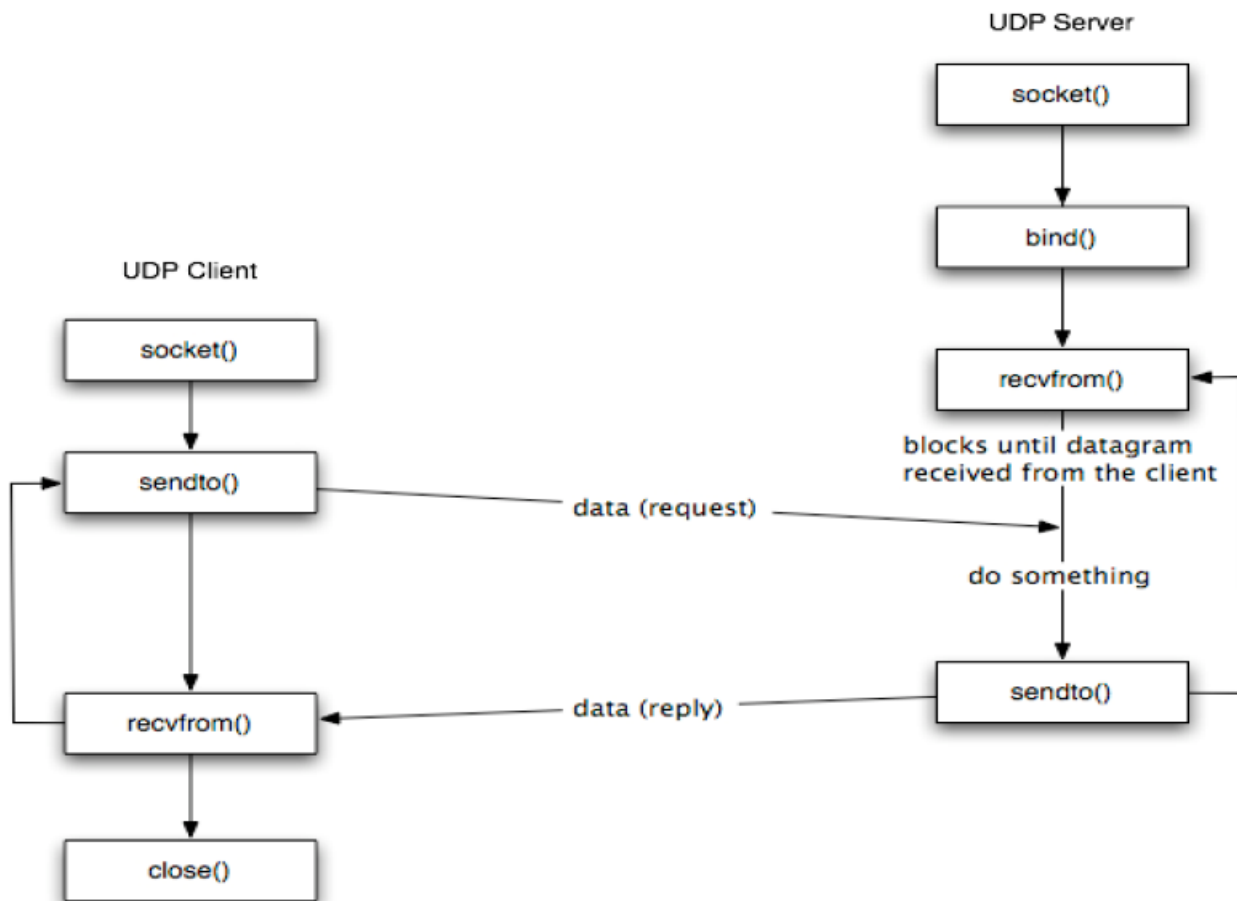 UDP Server
socket()
bind()
UDP Client
socket()
recvfrom()
blocks until datagram
received from the client
sendto()
data (request)
do something
sendto()
data (reply)
recvfrom()
close()